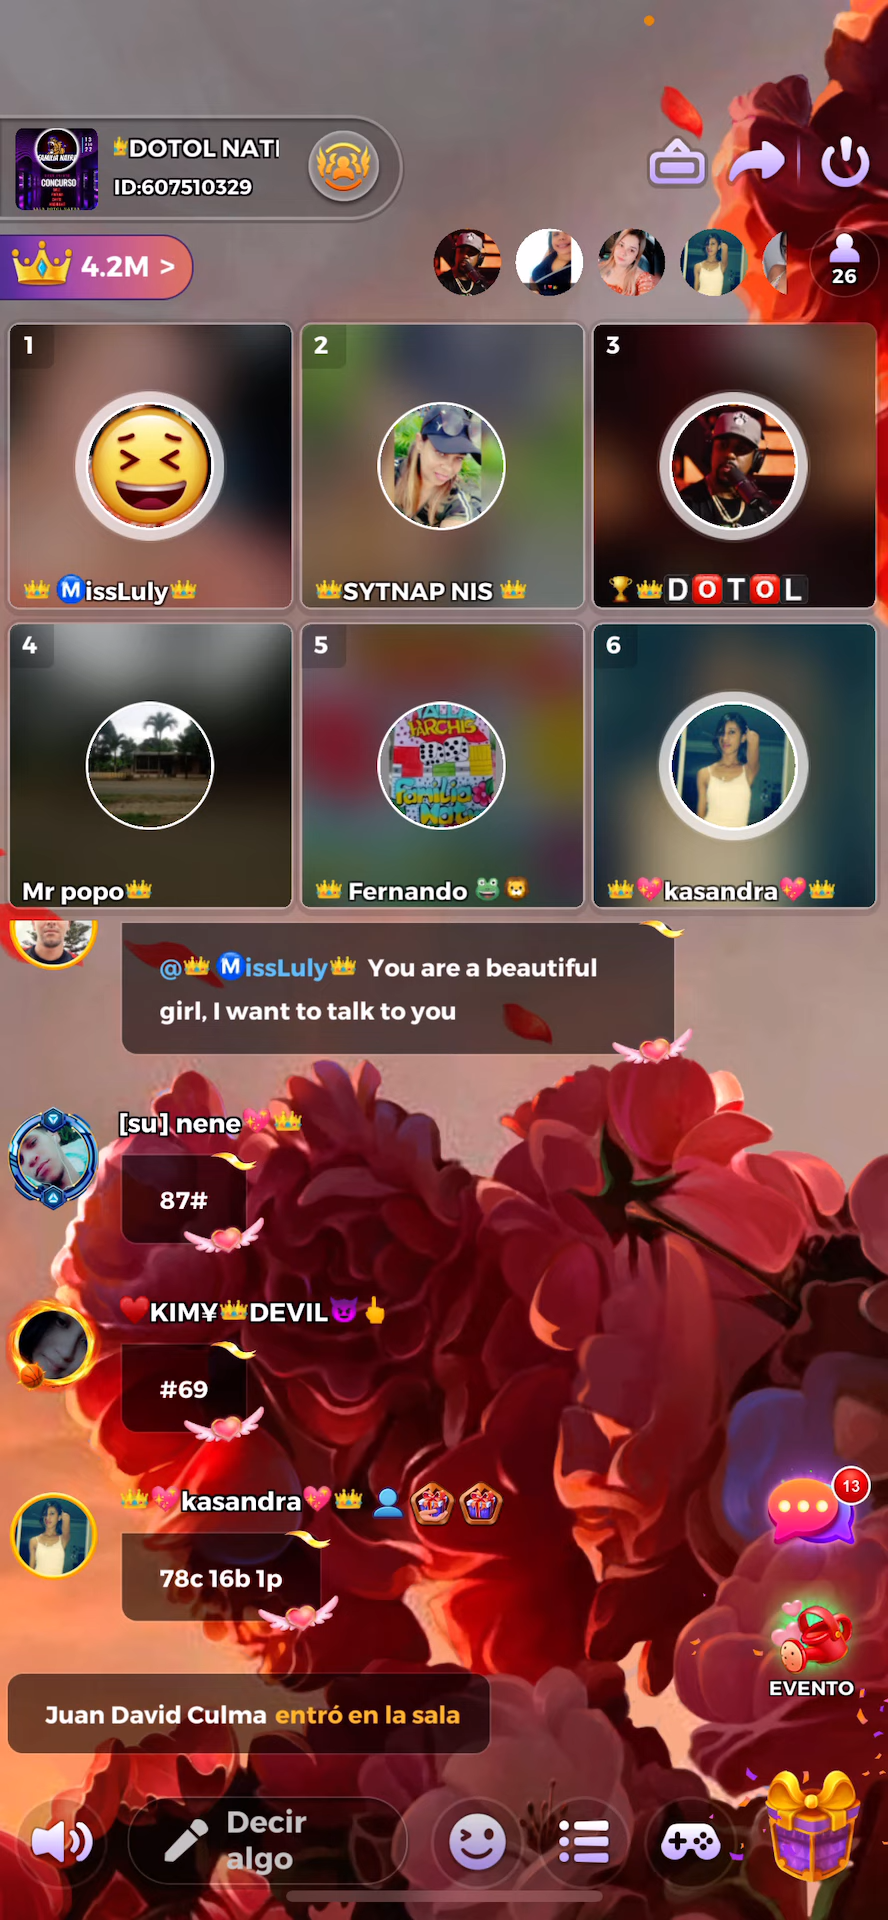 👑DOTOL NATI
ID:607510329
4.2M >
26
1
👑 ⓂissLuly👑
2
👑SYTNAP NIS 👑
3
🏆👑DOTOL
4
Mr popo👑
5
👑 Fernando 🐸🦁
6
👑💖kasandra💖👑
@👑 ⓂissLuly👑 You are a beautiful
girl, I want to talk to you
[su] nene💖👑
87#
❤️KIM¥👑DEVIL😈🖕
#69
👑💖kasandra💖👑
78c 16b 1p
13
EVENTO
Juan David Culma entró en la sala
Decir
algo